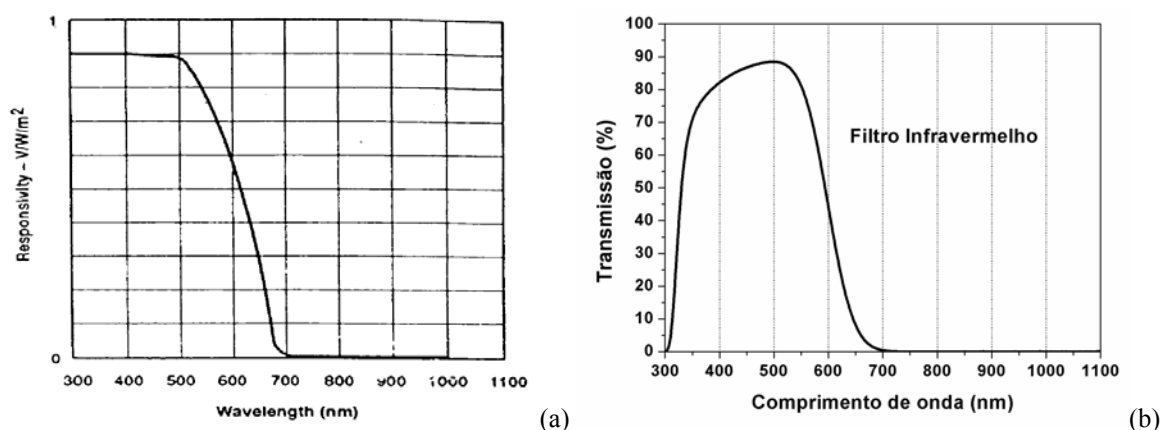 1
Responsivity – V/W/m²
0
300 400 500 600 700 800 900 1000 1100
Wavelength (nm)
(a)
100
90
80
70
60
50
40
30
20
10
0
Transmissão (%)
Filtro Infravermelho
300 400 500 600 700 800 900 1000 1100
Comprimento de onda (nm)
(b)